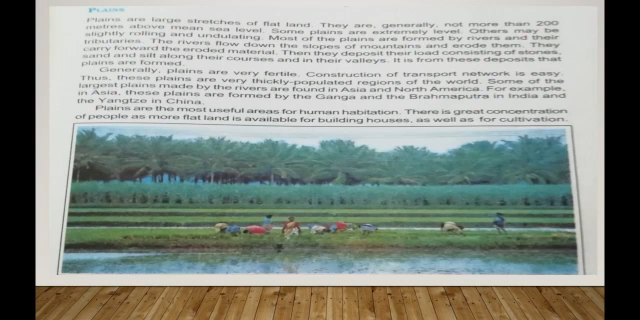 PLAINS
Plains are large stretches of flat land. They are, generally, not more than 200
metres above mean sea level. Some plains are extremely level. Others may be
slightly rolling and undulating. Most of the plains are formed by rivers and their
tributaries. The rivers flow down the slopes of mountains and erode them. They
carry forward the eroded material. Then they deposit their load consisting of stones,
sand and silt along their courses and in their valleys. It is from these deposits that
plains are formed.
Generally, plains are very fertile. Construction of transport network is easy.
Thus, these plains are very thickly-populated regions of the world. Some of the
largest plains made by the rivers are found in Asia and North America. For example,
in Asia, these plains are formed by the Ganga and the Brahmaputra in India and
the Yangtze in China.
Plains are the most useful areas for human habitation. There is great concentration
of people as more flat land is available for building houses, as well as for cultivation.